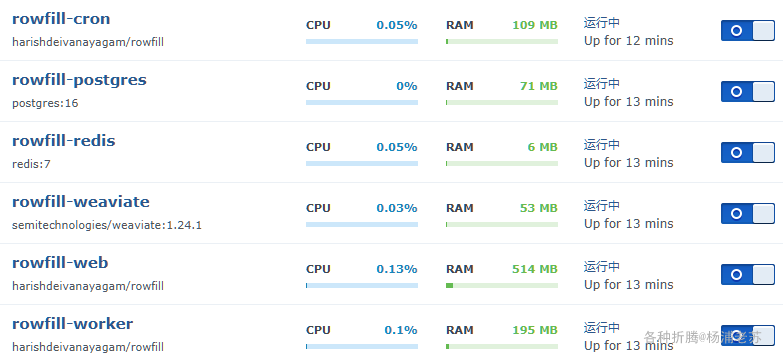 rowfill-cron CPU 0.05% RAM 109 MB 运行中
harishdeivanayagam/rowfill Up for 12 mins
rowfill-postgres CPU 0% RAM 71 MB 运行中
postgres:16 Up for 13 mins
rowfill-redis CPU 0.05% RAM 6 MB 运行中
redis:7 Up for 13 mins
rowfill-weaviate CPU 0.03% RAM 53 MB 运行中
semitechnologies/weaviate:1.24.1 Up for 13 mins
rowfill-web CPU 0.13% RAM 514 MB 运行中
harishdeivanayagam/rowfill Up for 13 mins
rowfill-worker CPU 0.1% RAM 195 MB 运行中
harishdeivanayagam/rowfill Up for 13 mins
各种折腾@杨浦老苏